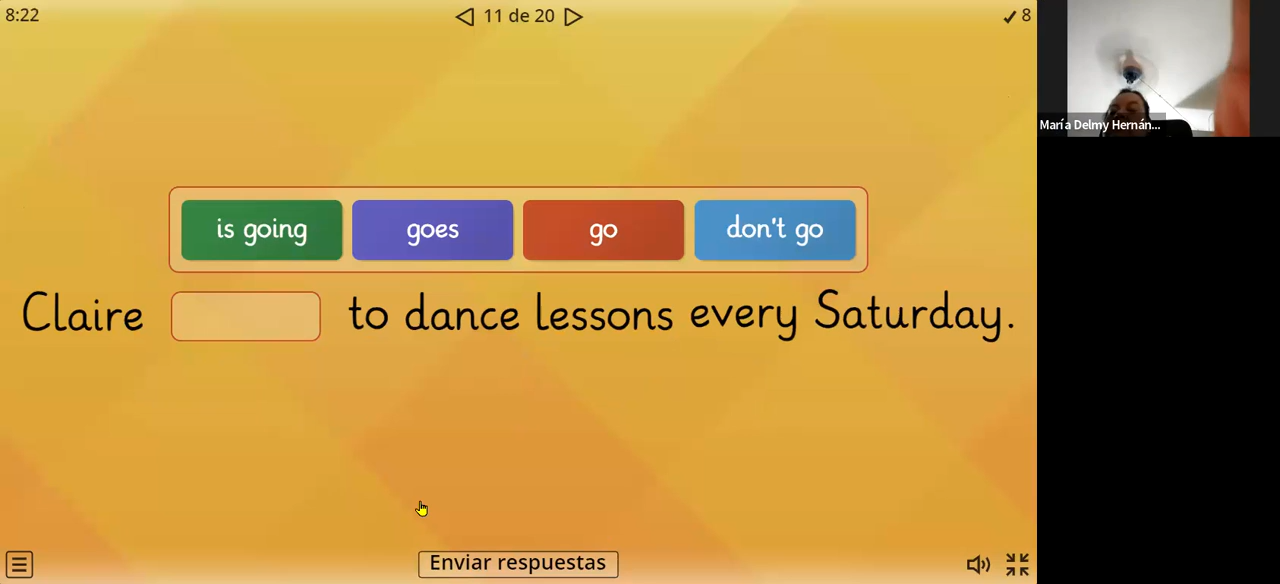 8:22
11 de 20
8
María Delmy Hernán...
is going
goes
go
don't go
Claire to dance lessons every Saturday.
Enviar respuestas